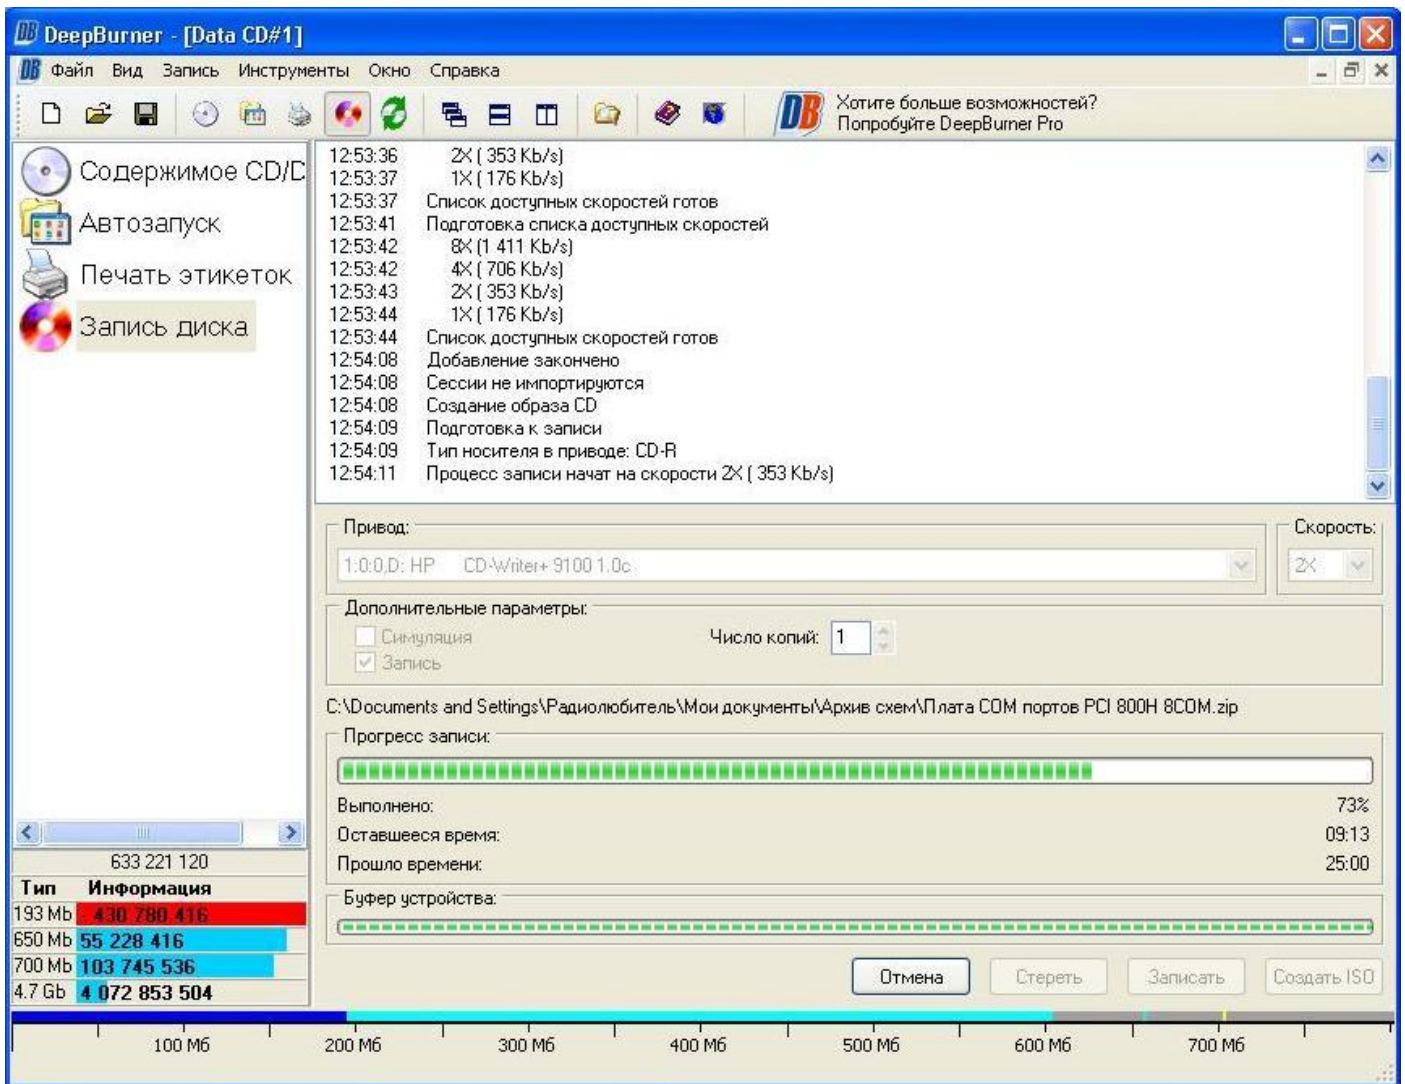 DeepBurner - [Data CD#1]
Файл Вид Запись Инструменты Окно Справка
Хотите больше возможностей?
Попробуйте DeepBurner Pro
Содержимое CD/D
Автозапуск
Печать этикеток
Запись диска
12:53:36 2X ( 353 Kb/s)
12:53:37 1X ( 176 Kb/s)
12:53:37 Список доступных скоростей готов
12:53:41 Подготовка списка доступных скоростей
12:53:42 8X (1 411 Kb/s)
12:53:42 4X ( 706 Kb/s)
12:53:43 2X ( 353 Kb/s)
12:53:44 1X ( 176 Kb/s)
12:53:44 Список доступных скоростей готов
12:54:08 Добавление закончено
12:54:08 Сессии не импортируются
12:54:08 Создание образа CD
12:54:09 Подготовка к записи
12:54:09 Тип носителя в приводе: CD-R
12:54:11 Процесс записи начат на скорости 2X ( 353 Kb/s)
Привод: Скорость:
1:0:0,D: HP CD-Writer+ 9100 1.0c 2X
Дополнительные параметры:
Симуляция Число копий: 1
Запись
C:\Documents and Settings\Радиолюбитель\Мои документы\Архив схем\Плата COM портов PCI 800H 8COM.zip
Прогресс записи:
Выполнено: 73%
Оставшееся время: 09:13
Прошло времени: 25:00
Буфер устройства:
Отмена Стереть Записать Создать ISO
633 221 120
Тип Информация
193 Mb - 430 780 416
650 Mb 55 228 416
700 Mb 103 745 536
4.7 Gb 4 072 853 504
100 Мб 200 Мб 300 Мб 400 Мб 500 Мб 600 Мб 700 Мб